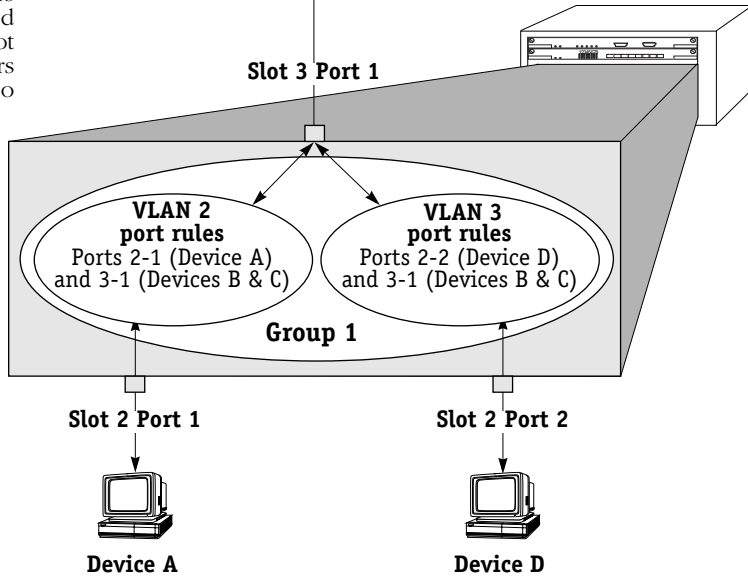 d
ot
rs
o
Slot 3 Port 1
VLAN 2
port rules
Ports 2-1 (Device A)
and 3-1 (Devices B & C)
VLAN 3
port rules
Ports 2-2 (Device D)
and 3-1 (Devices B & C)
Group 1
Slot 2 Port 1
Slot 2 Port 2
Device A
Device D